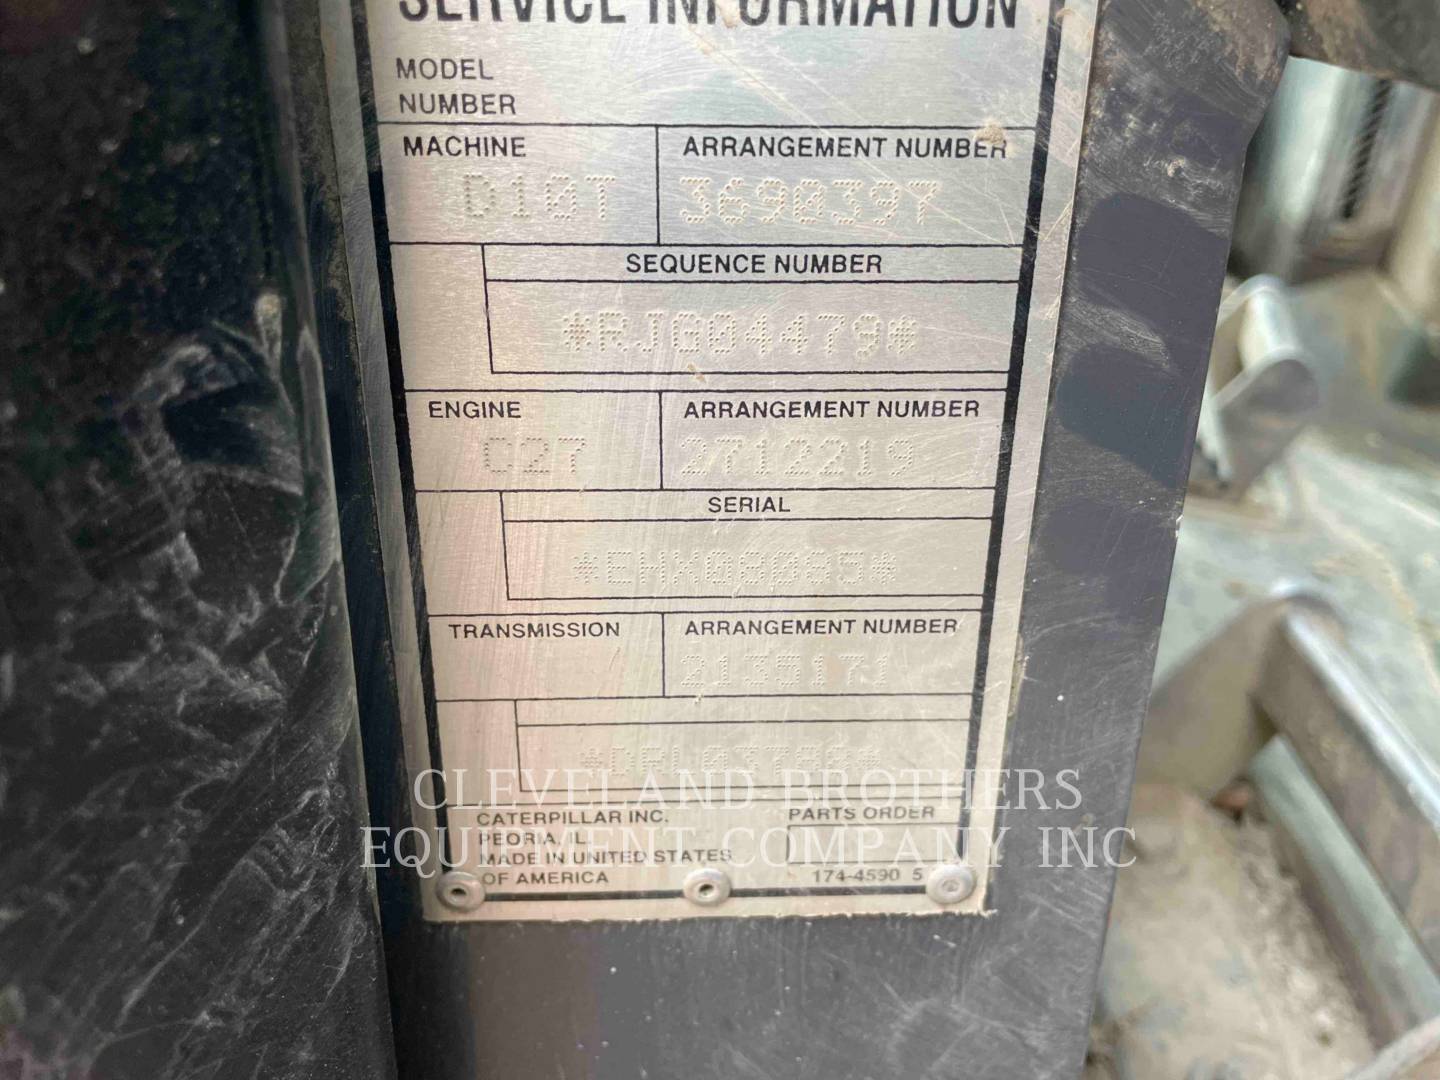 SERVICE INFORMATION
MODEL
NUMBER
MACHINE ARRANGEMENT NUMBER
D10T 3690397
SEQUENCE NUMBER
*RJG04479*
ENGINE ARRANGEMENT NUMBER
C27 2712219
SERIAL
TRANSMISSION ARRANGEMENT NUMBER
2135171
CLEVELAND BROTHERS
EQUIPMENT COMPANY INC
CATERPILLAR INC. PARTS ORDER
PEORIA, IL.
MADE IN UNITED STATES
OF AMERICA 174-4590 5